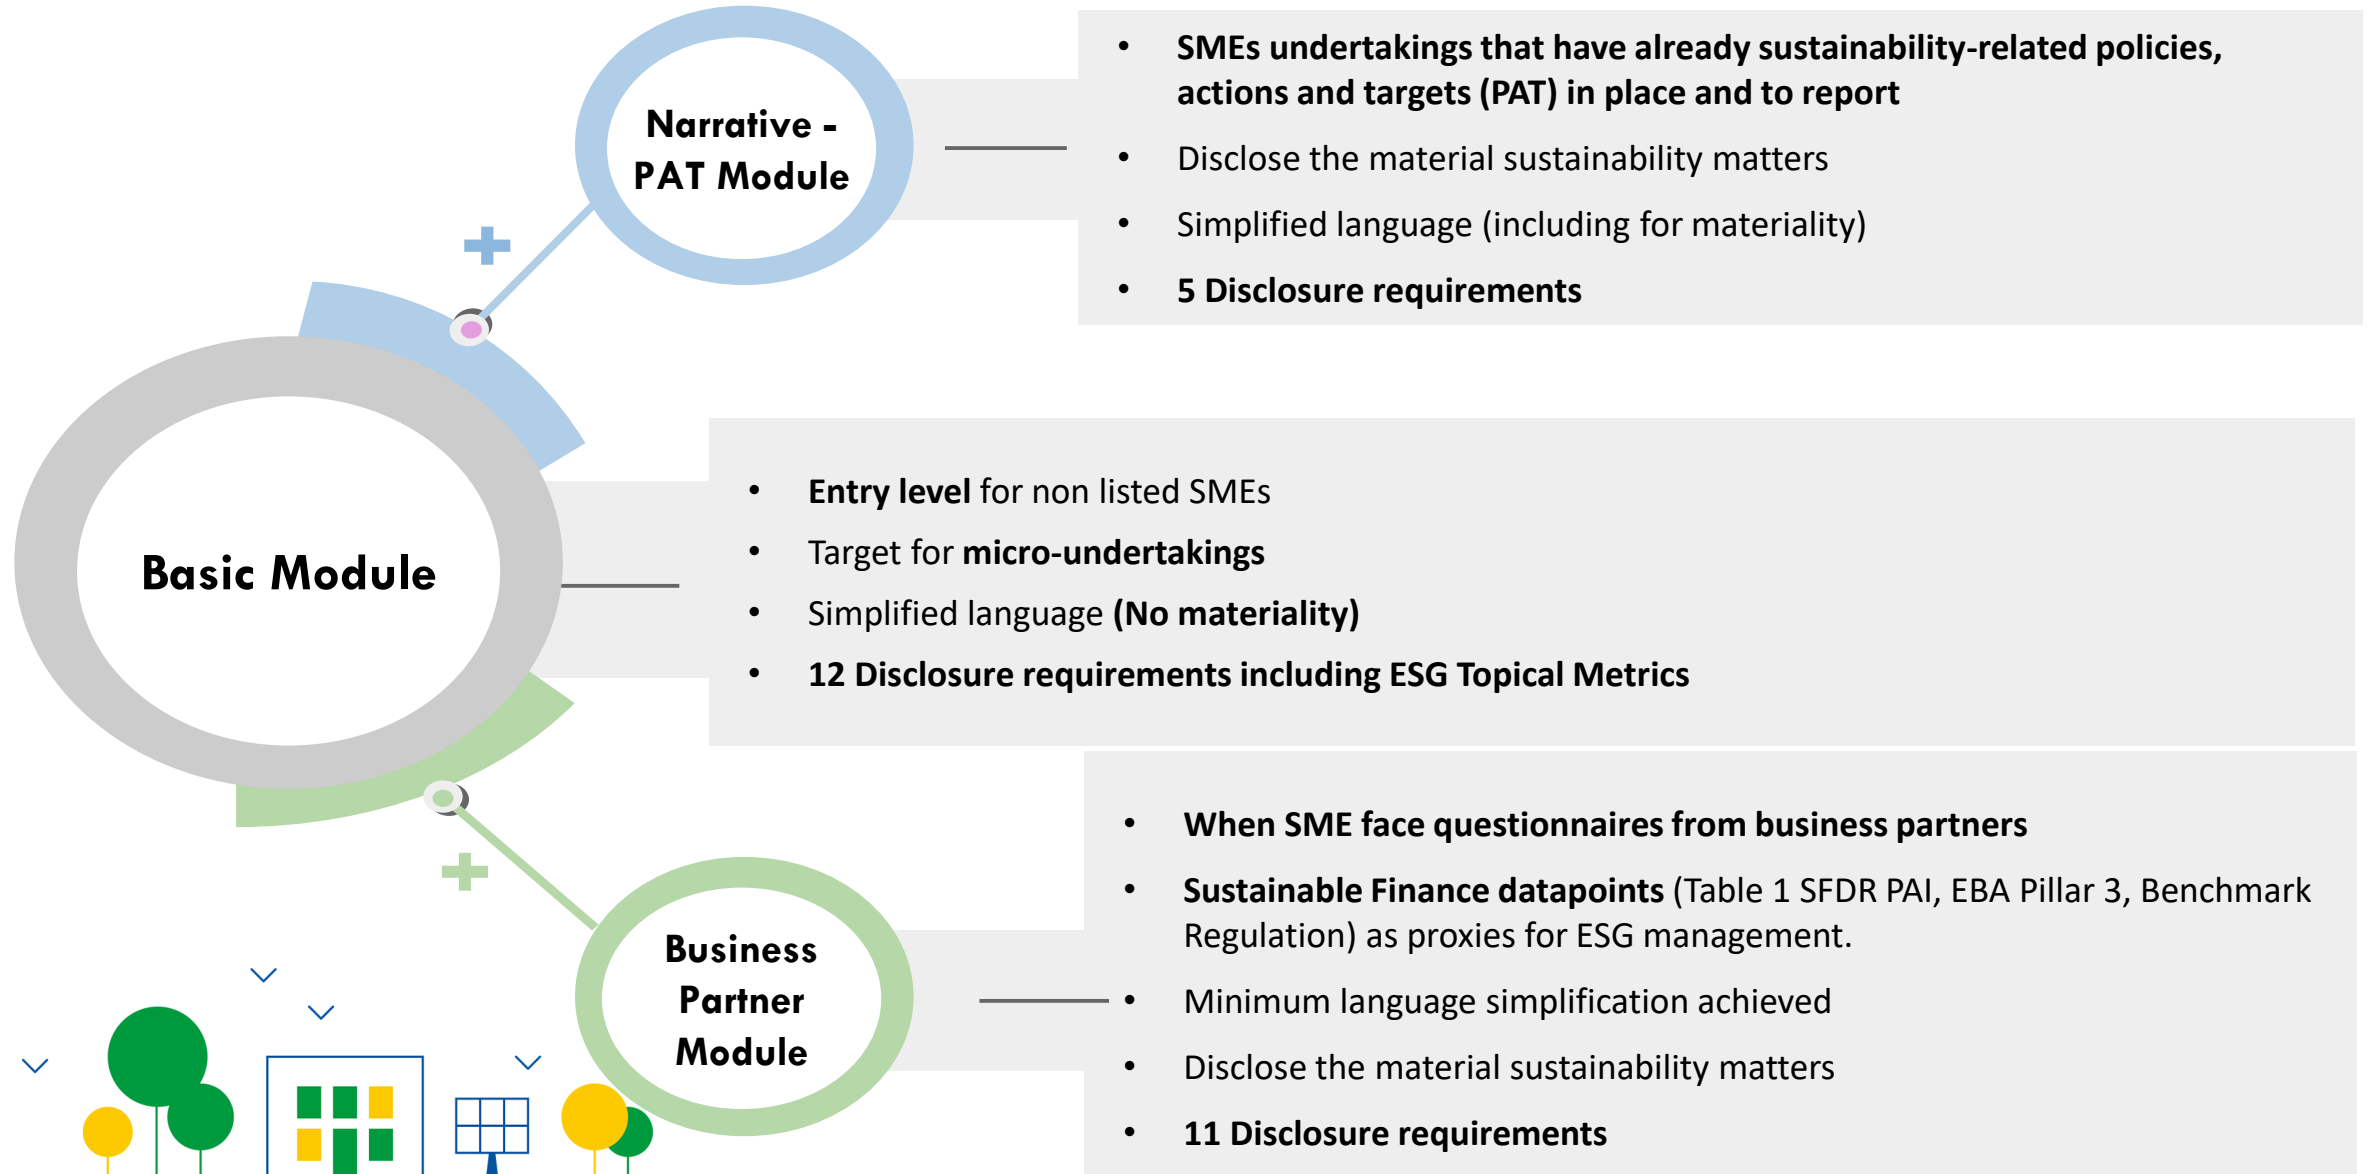 Narrative -
PAT Module
• SMEs undertakings that have already sustainability-related policies,
actions and targets (PAT) in place and to report
• Disclose the material sustainability matters
• Simplified language (including for materiality)
• 5 Disclosure requirements
Basic Module
• Entry level for non listed SMEs
• Target for micro-undertakings
• Simplified language (No materiality)
• 12 Disclosure requirements including ESG Topical Metrics
Business
Partner
Module
• When SME face questionnaires from business partners
• Sustainable Finance datapoints (Table 1 SFDR PAI, EBA Pillar 3, Benchmark
Regulation) as proxies for ESG management.
• Minimum language simplification achieved
• Disclose the material sustainability matters
• 11 Disclosure requirements